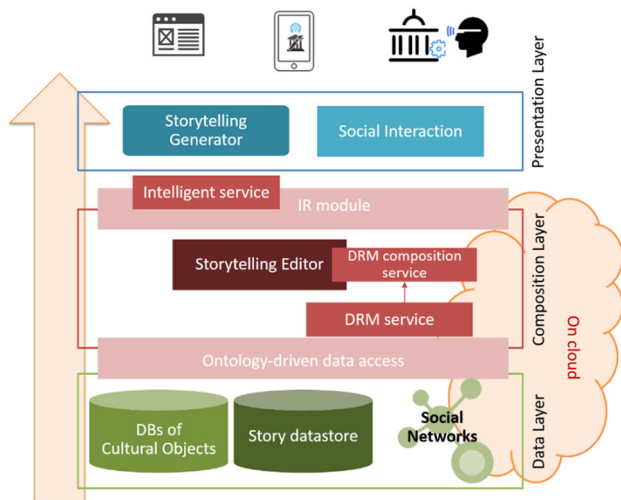 Storytelling
Generator
Social Interaction
Presentation Layer
Intelligent service
IR module
Storytelling Editor
DRM composition
service
DRM service
Composition Layer
On cloud
Ontology-driven data access
DBs of
Cultural Objects
Story datastore
Social
Networks
Data Layer